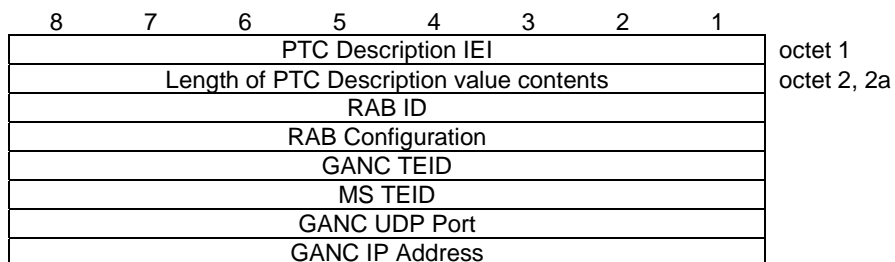 8 7 6 5 4 3 2 1
PTC Description IEI octet 1
Length of PTC Description value contents octet 2, 2a
RAB ID
RAB Configuration
GANC TEID
MS TEID
GANC UDP Port
GANC IP Address